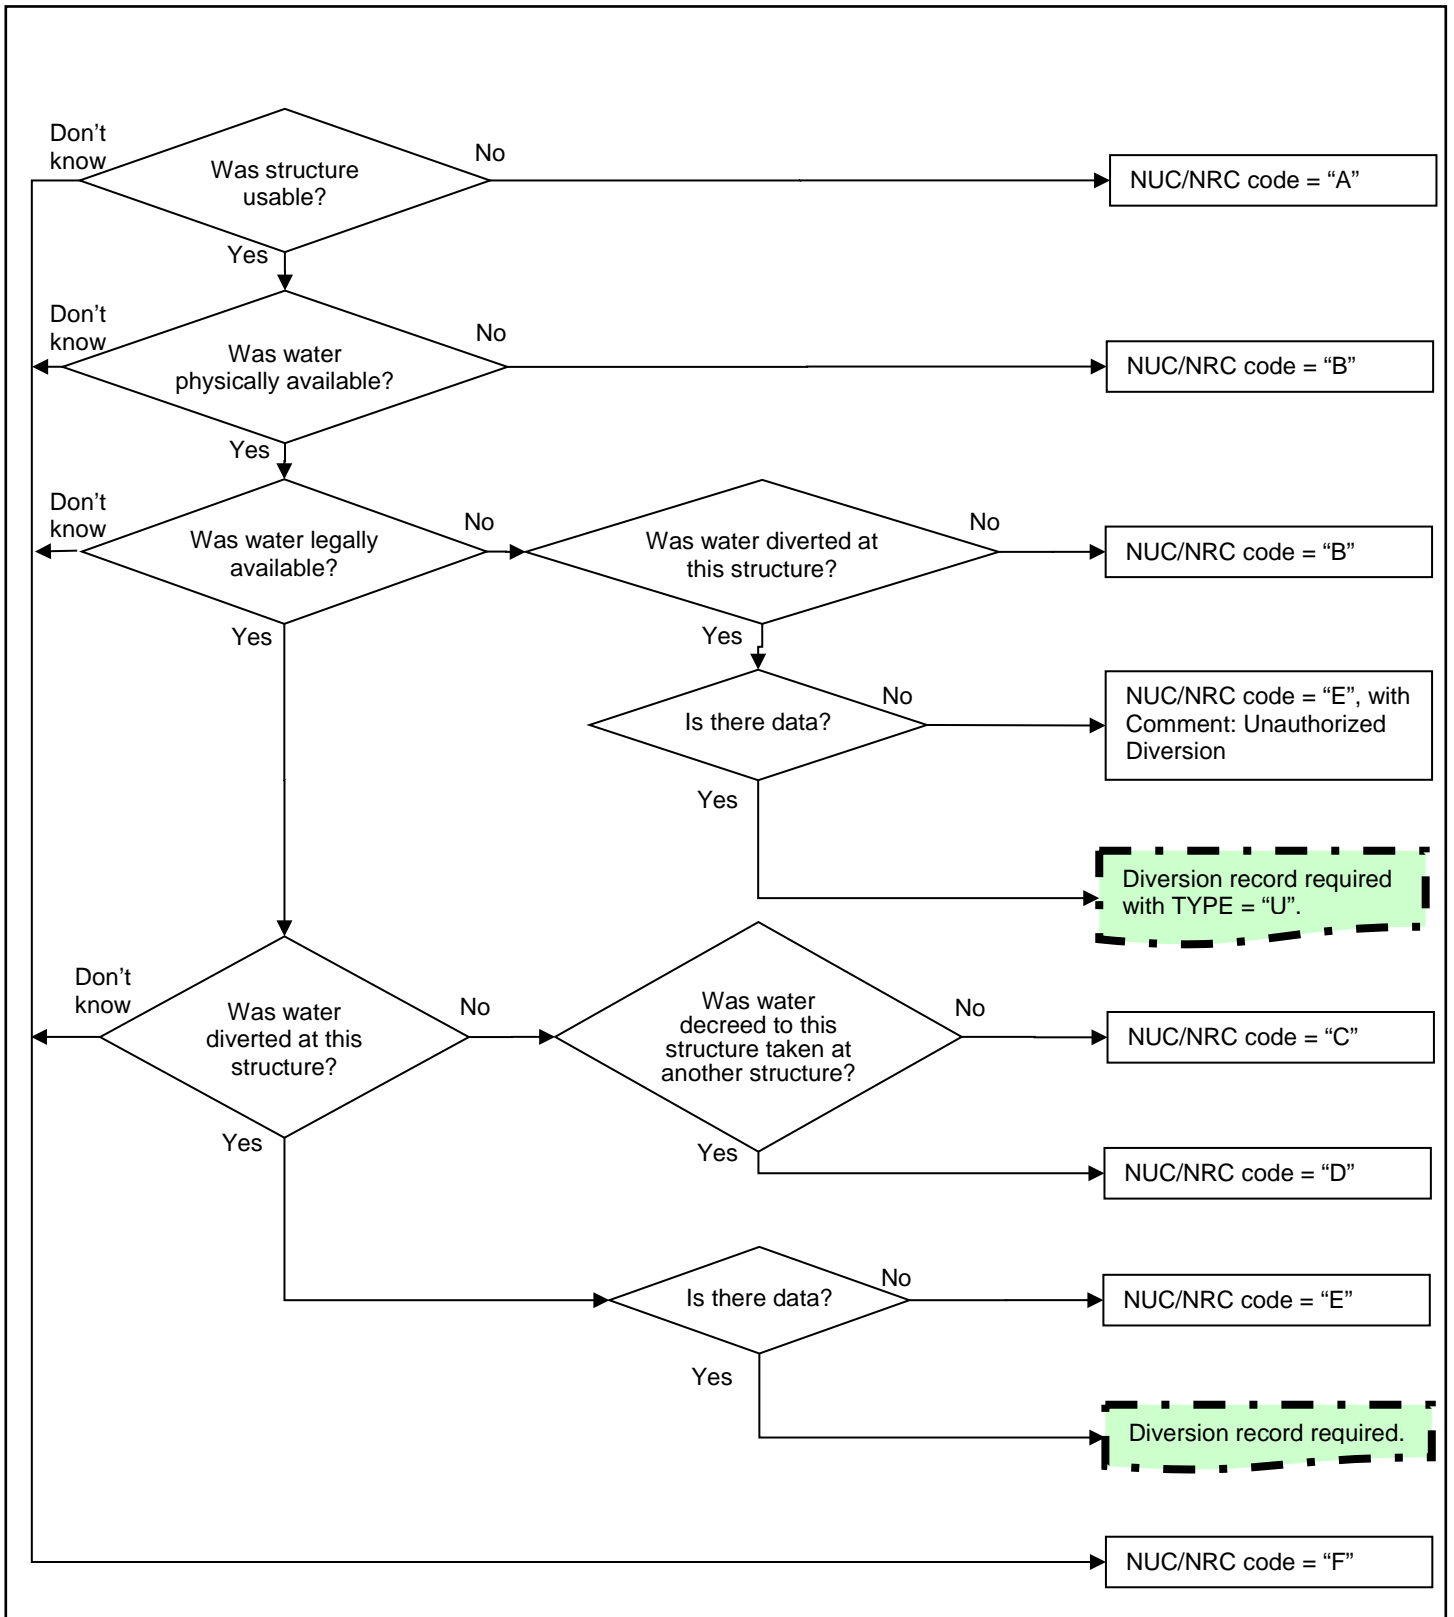 Don’t
know
No
Was structure
usable?
NUC/NRC code = “A”
Yes
Don’t
know
No
Was water
physically available?
NUC/NRC code = “B”
Yes
Don’t
know
No
Was water legally
available?
No
Was water diverted at
this structure?
NUC/NRC code = “B”
Yes
Yes
No
Is there data?
NUC/NRC code = “E”, with
Comment: Unauthorized
Diversion
Yes
Diversion record required
with TYPE = “U”.
Don’t
know
No
Was water
diverted at this
structure?
No
Was water
decreed to this
structure taken at
another structure?
NUC/NRC code = “C”
Yes
Yes
NUC/NRC code = “D”
No
Is there data?
NUC/NRC code = “E”
Yes
Diversion record required.
NUC/NRC code = “F”